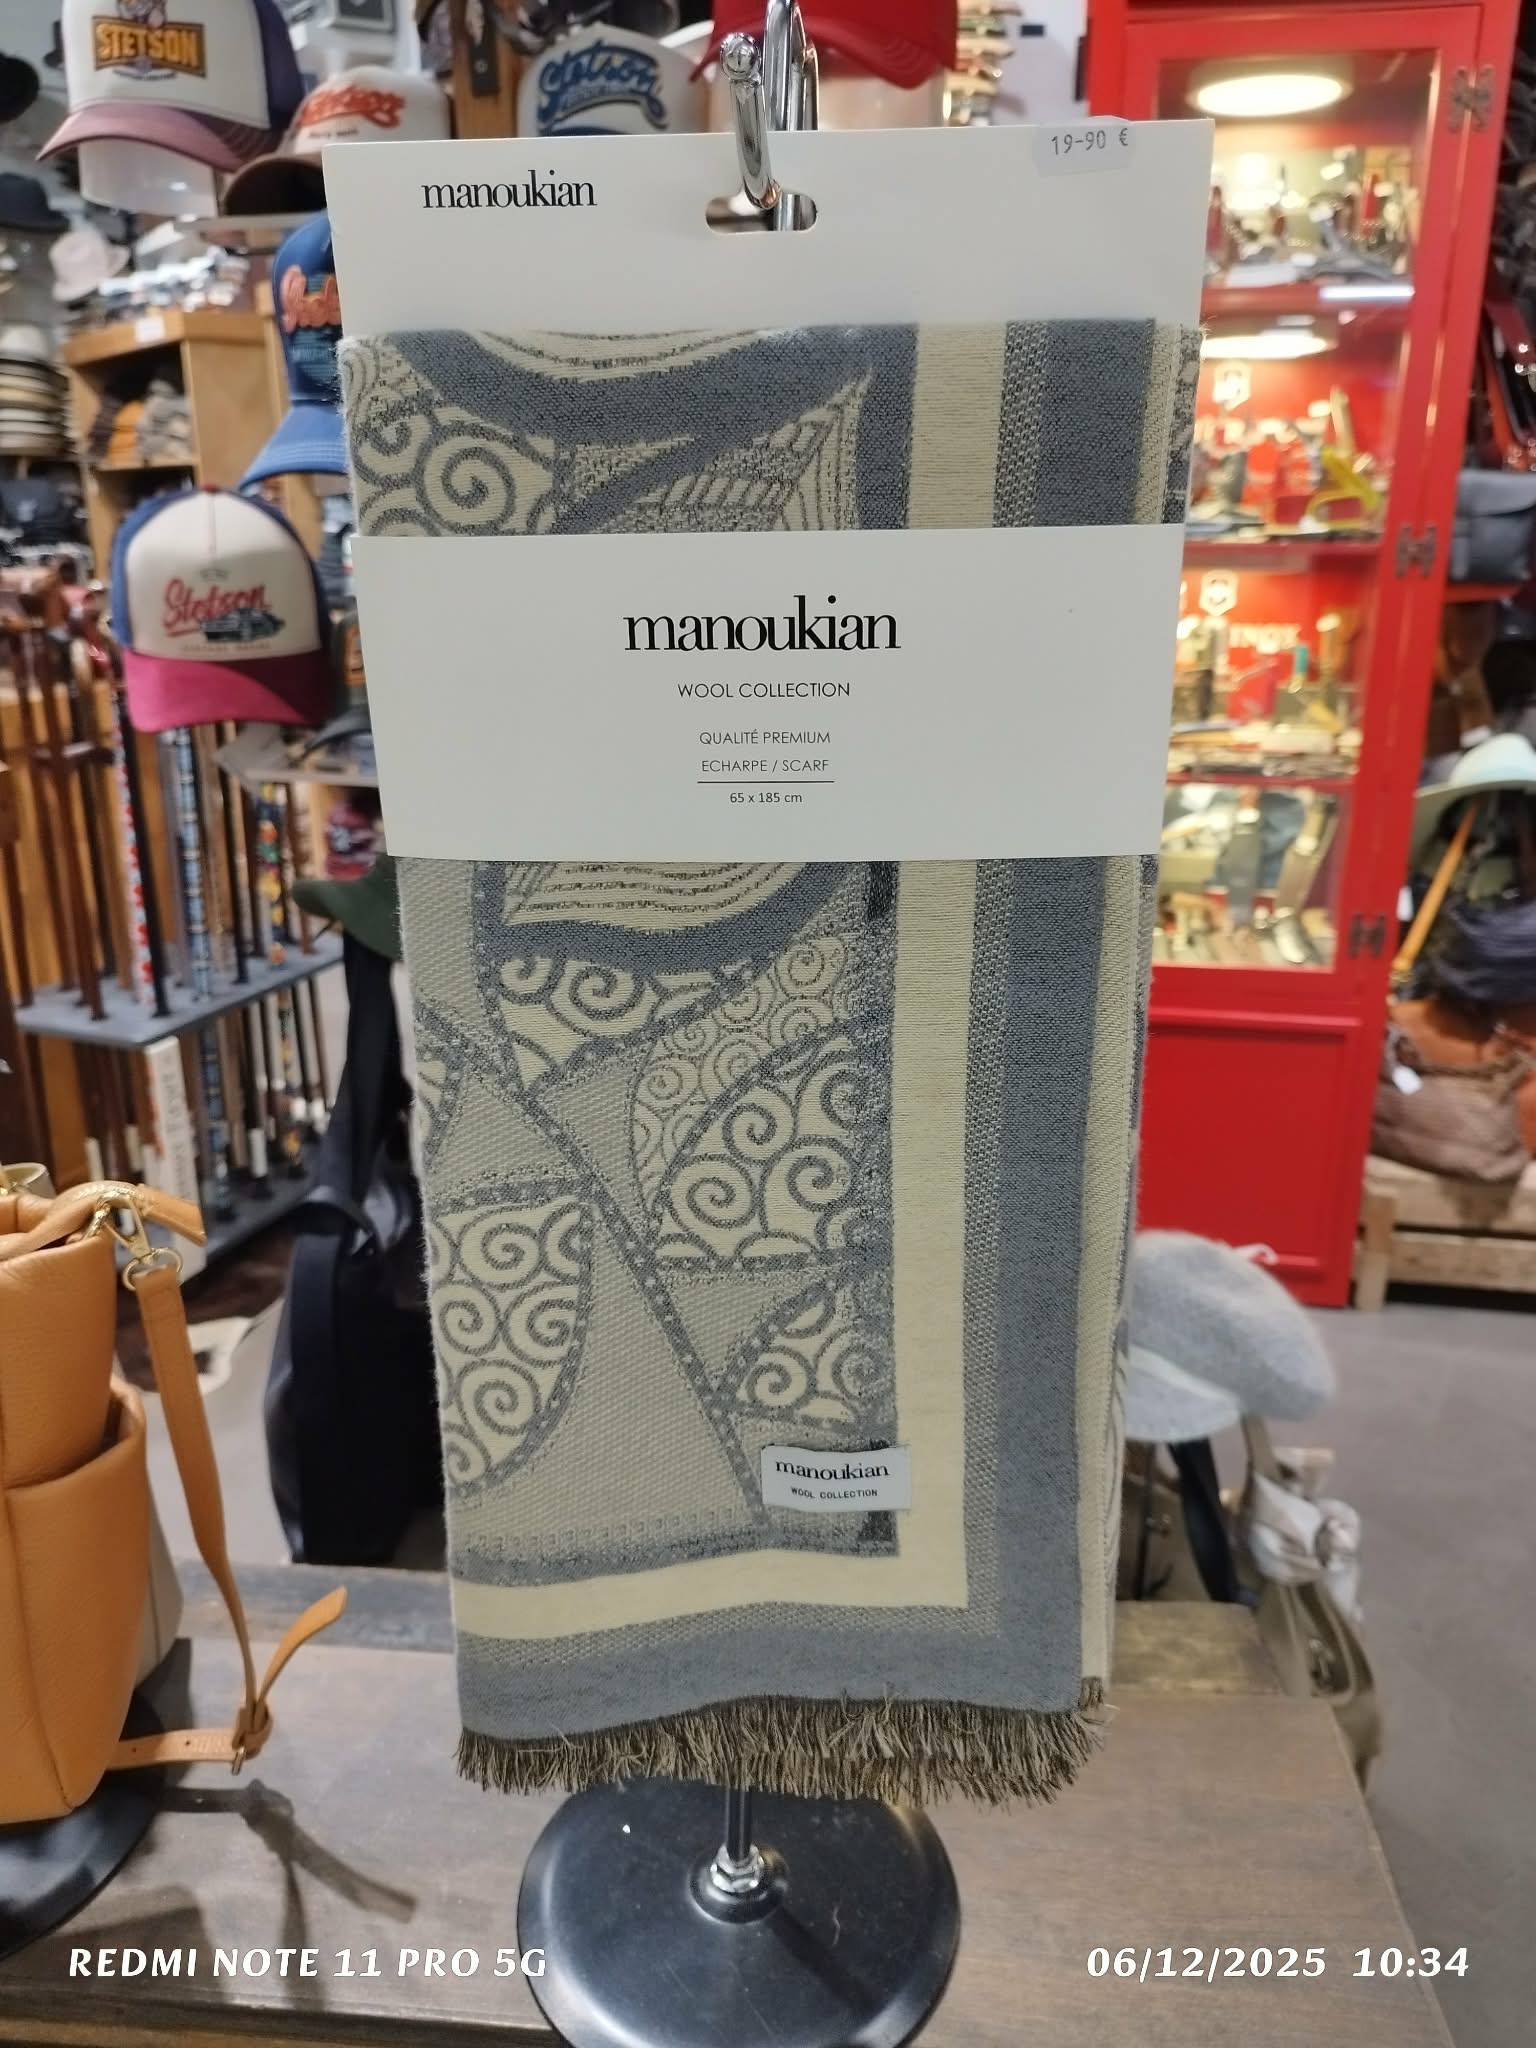 STETSON
Stetson
19-90 €
manoukian
manoukian
WOOL COLLECTION
QUALITÉ PREMIUM
ECHARPE / SCARF
65 x 185 cm
Stetson
manoukian
WOOL COLLECTION
REDMI NOTE 11 PRO 5G
06/12/2025 10:34